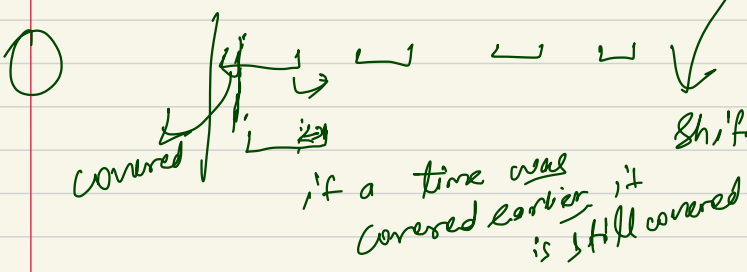 Shift
covered
if a time was
covered earlier, it
is still covered